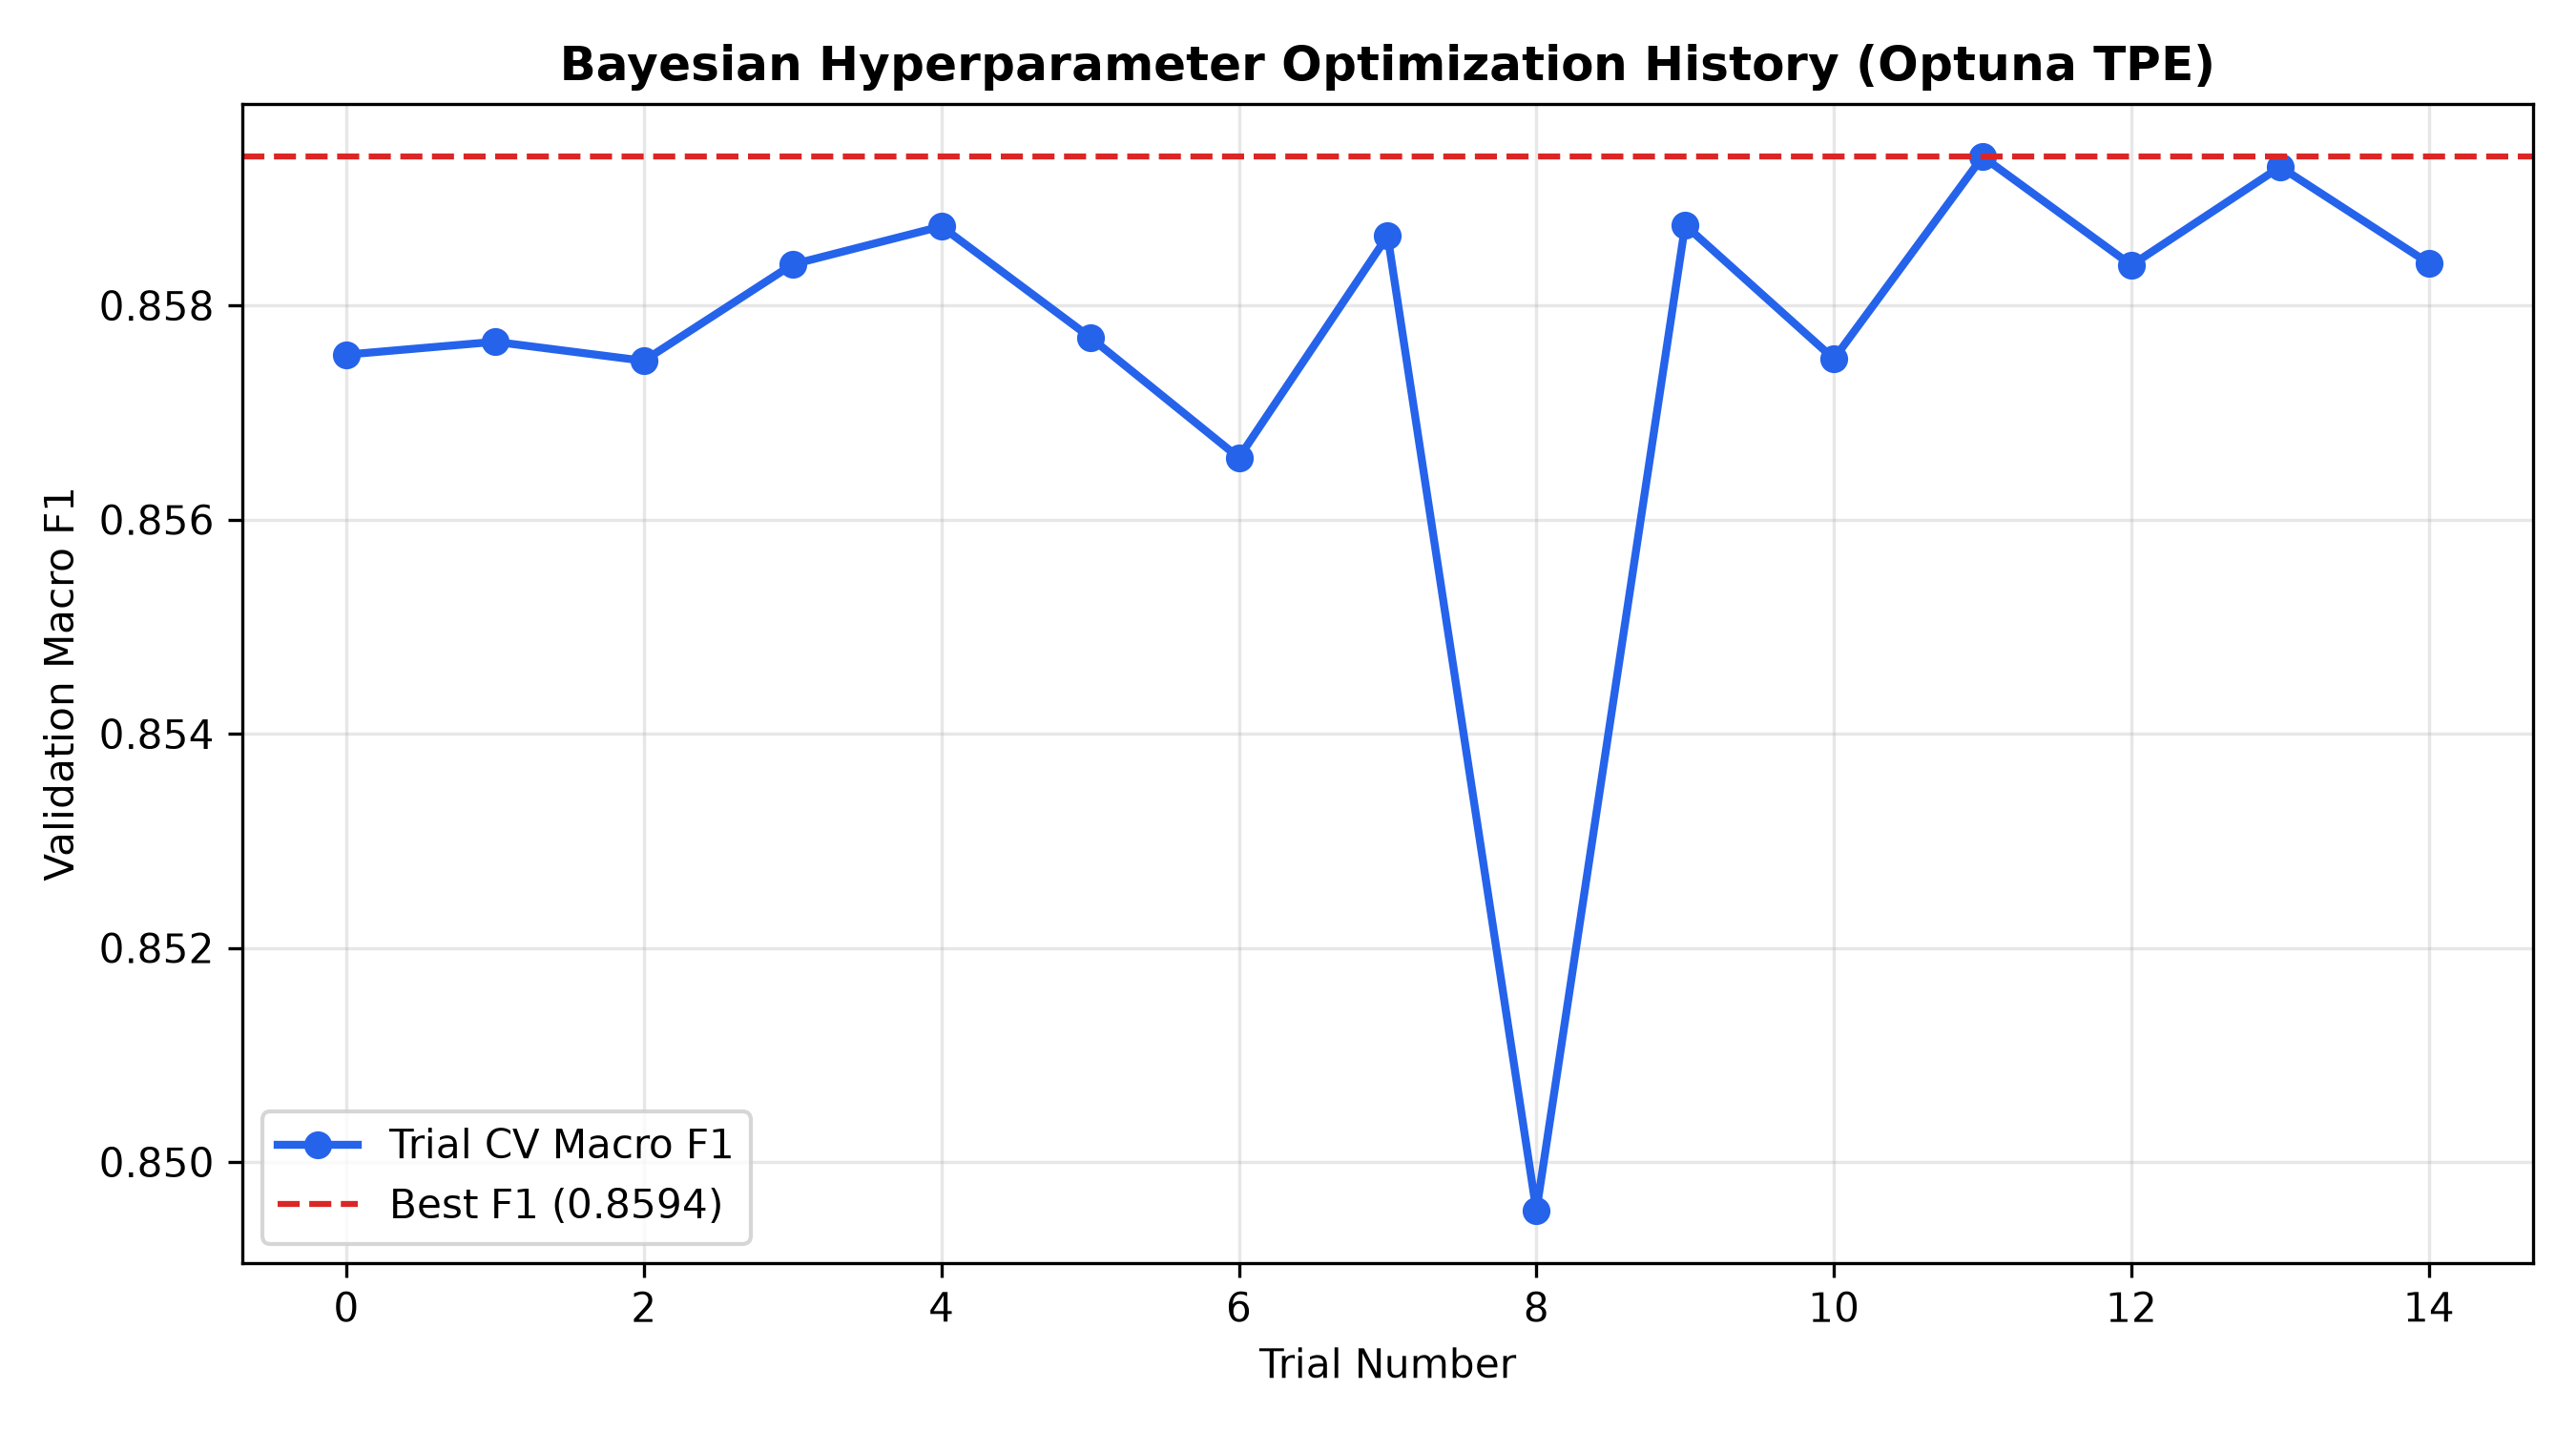 Bayesian Hyperparameter Optimization History (Optuna TPE)
Validation Macro F1
0.858
0.856
0.854
0.852
0.850
Trial CV Macro F1
Best F1 (0.8594)
0 2 4 6 8 10 12 14
Trial Number